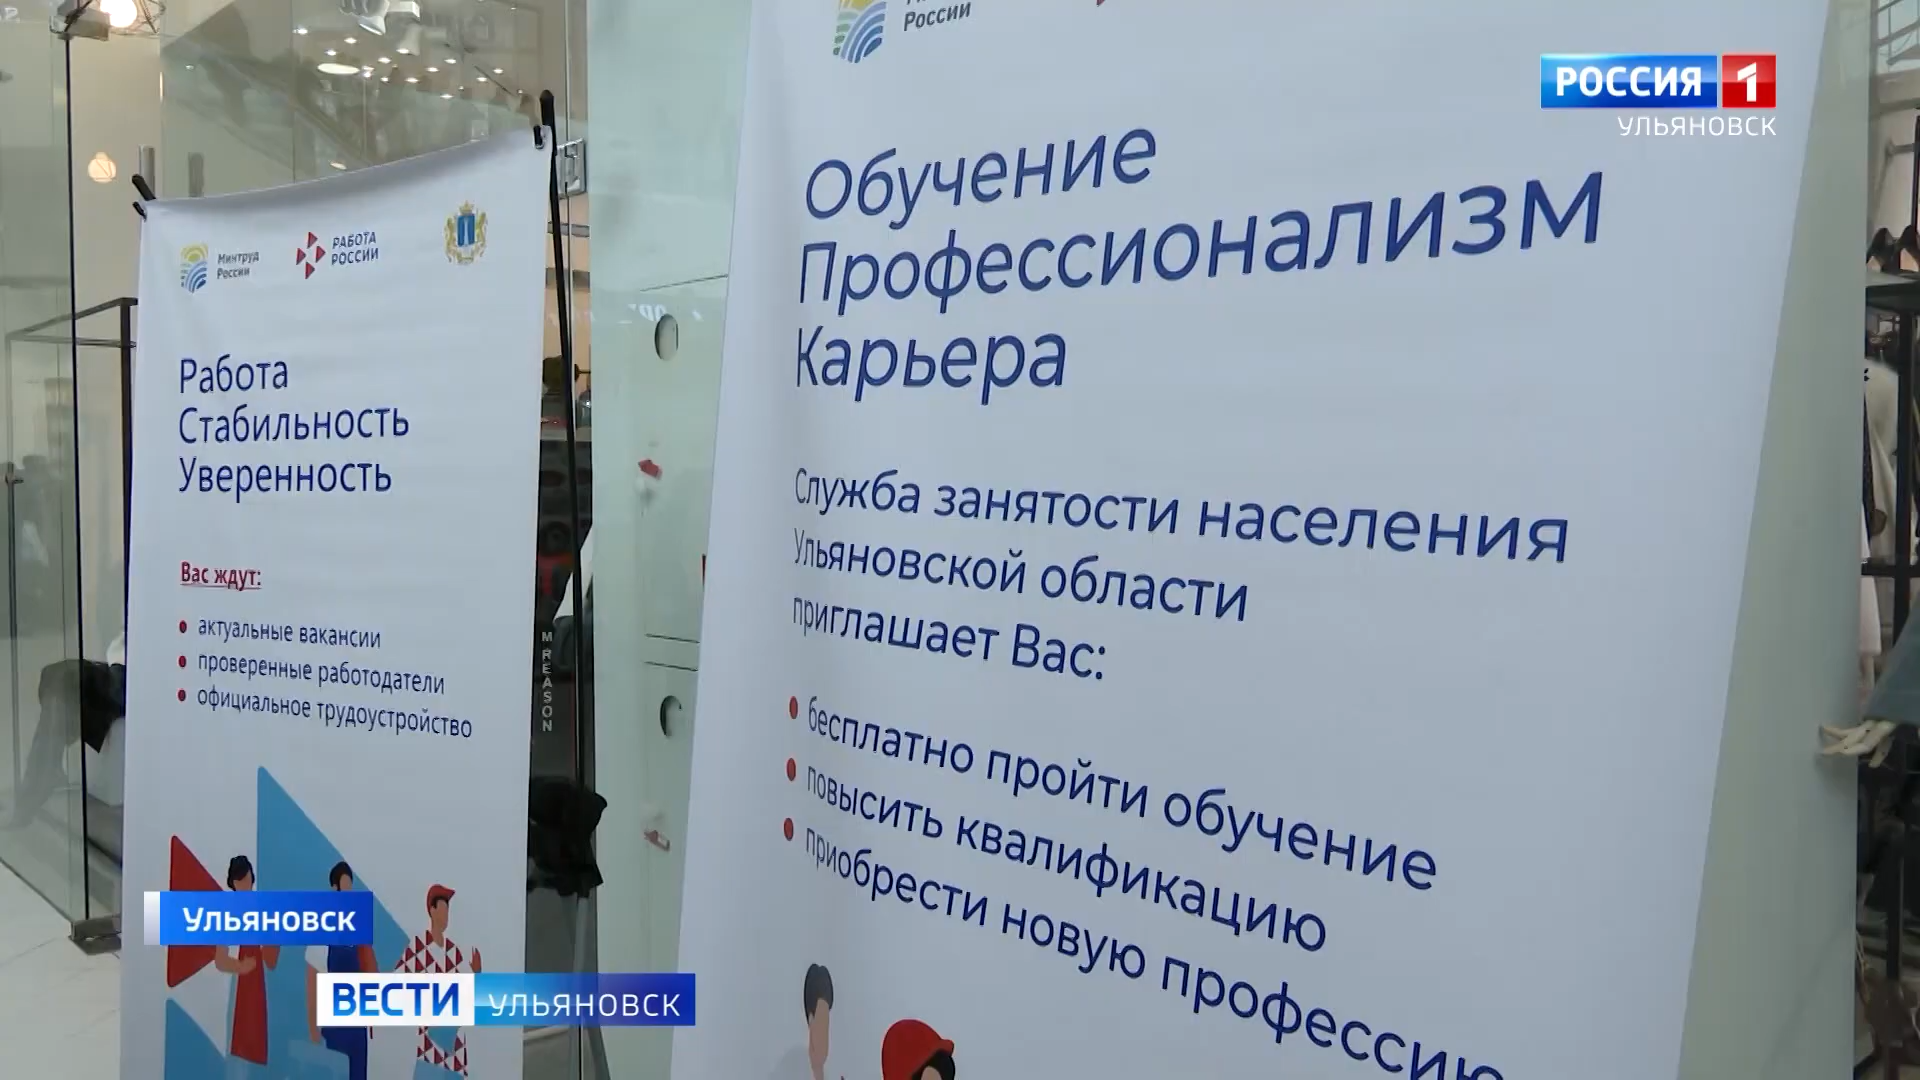 Минтруд
России
РАБОТА
РОССИИ
Работа
Стабильность
Уверенность
Вас ждут:
актуальные вакансии
проверенные работодатели
официальное трудоустройство
России
Обучение
Профессионализм
Карьера
Служба занятости населения
Ульяновской области
приглашает Вас:
бесплатно пройти обучение
повысить квалификацию
приобрести новую профессию
M REASON
РОССИЯ 1
УЛЬЯНОВСК
Ульяновск
ВЕСТИ УЛЬЯНОВСК